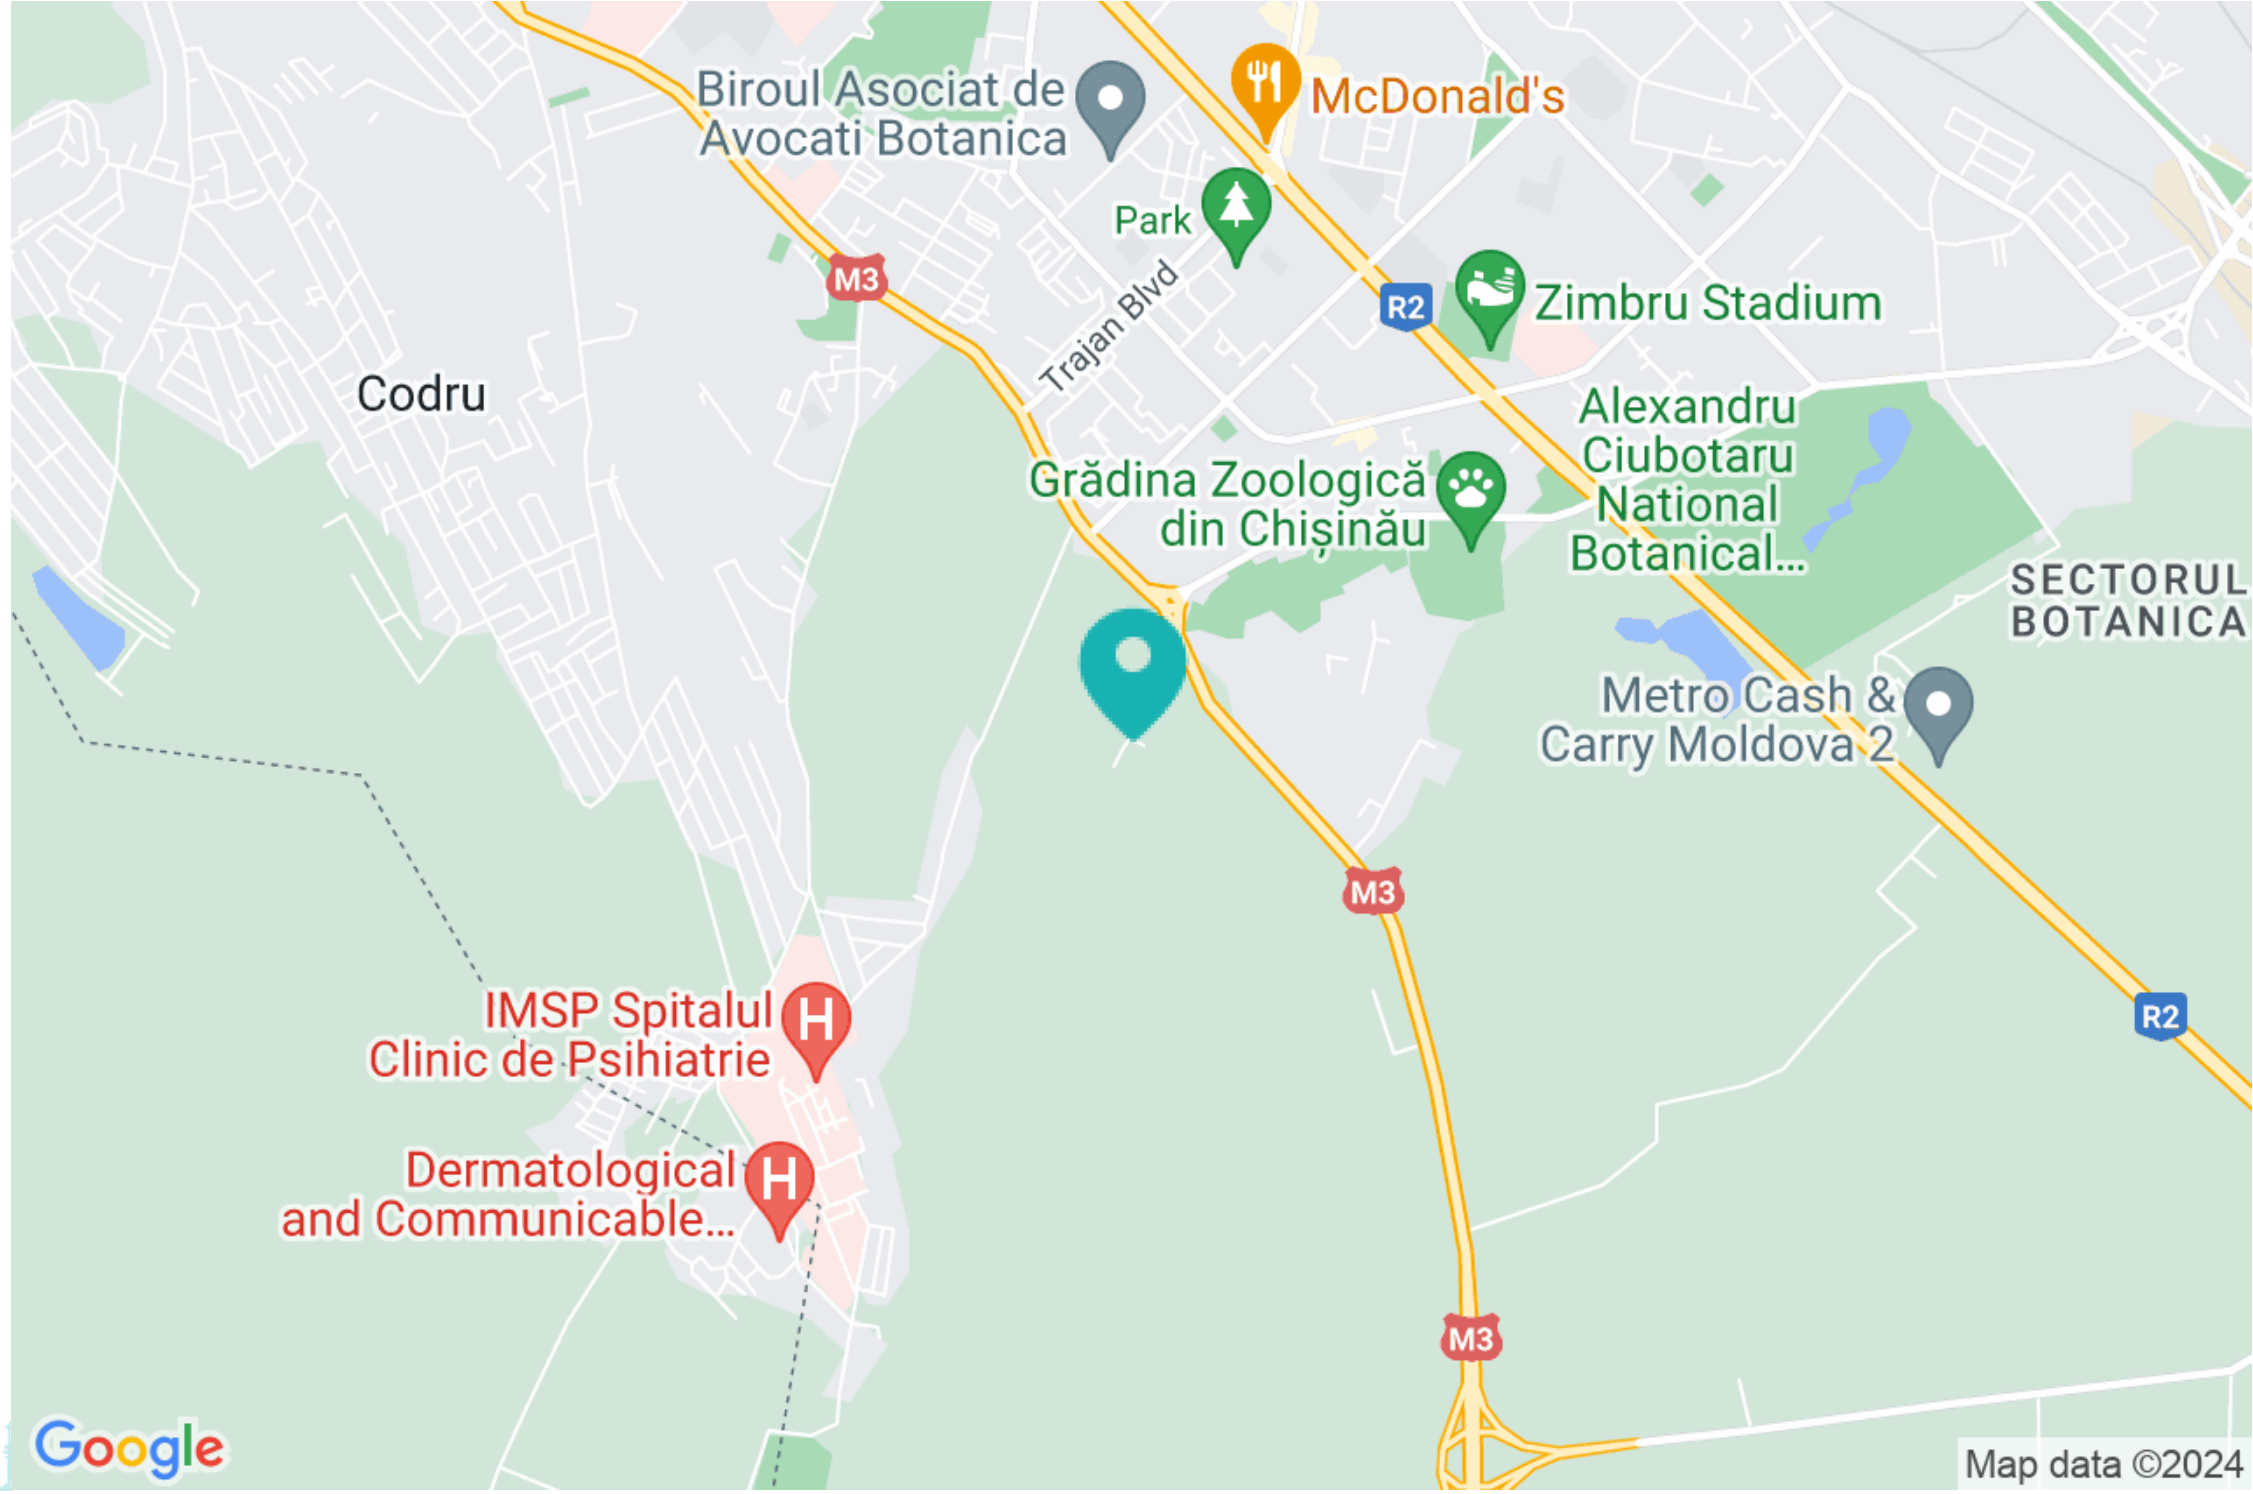 Biroul Asociat de
Avocati Botanica
McDonald's
Park
Trajan Blvd
M3
R2
Zimbru Stadium
Codru
Alexandru
Ciubotaru
National
Botanical...
Grădina Zoologică
din Chișinău
SECTORUL
BOTANICA
Metro Cash &
Carry Moldova 2
M3
IMSP Spitalul
Clinic de Psihiatrie
H
R2
Dermatological
and Communicable...
H
M3
Google
Map data ©2024